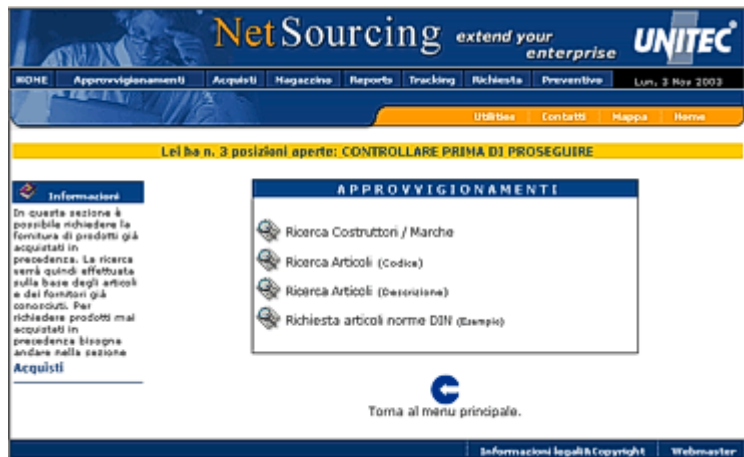 NetSourcing extend your enterprise UNITEC
HOME Approvvigionamenti Acquisti Magazzino Reports Tracking Richiesta Preventivo Lun, 3 Nov 2003
Utilities Contatti Mappa Home
Lei ha n. 3 posizioni aperte: CONTROLLARE PRIMA DI PROSEGUIRE
Informazioni
In questa sezione è
possibile richiedere la
fornitura di prodotti già
acquistati in
precedenza. La ricerca
verrà quindi effettuata
sulla base degli articoli
e dei fornitori già
conosciuti. Per
richiedere prodotti mai
acquistati in
precedenza bisogna
andare nella sezione
Acquisti
APPROVVIGIONAMENTI
Ricerca Costruttori / Marche
Ricerca Articoli (Codice)
Ricerca Articoli (Descrizione)
Richiesta articoli norme DIN (Esempio)
Torna al menu principale.
Informazioni legali&Copyright Webmaster